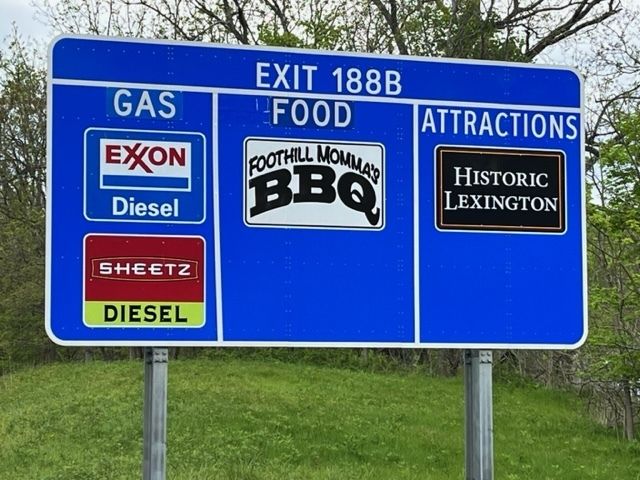 EXIT 188B
GAS
EXXON
Diesel
SHEETZ
DIESEL
FOOD
FOOTHILL MOMMA'S
BBQ
ATTRACTIONS
HISTORIC
LEXINGTON